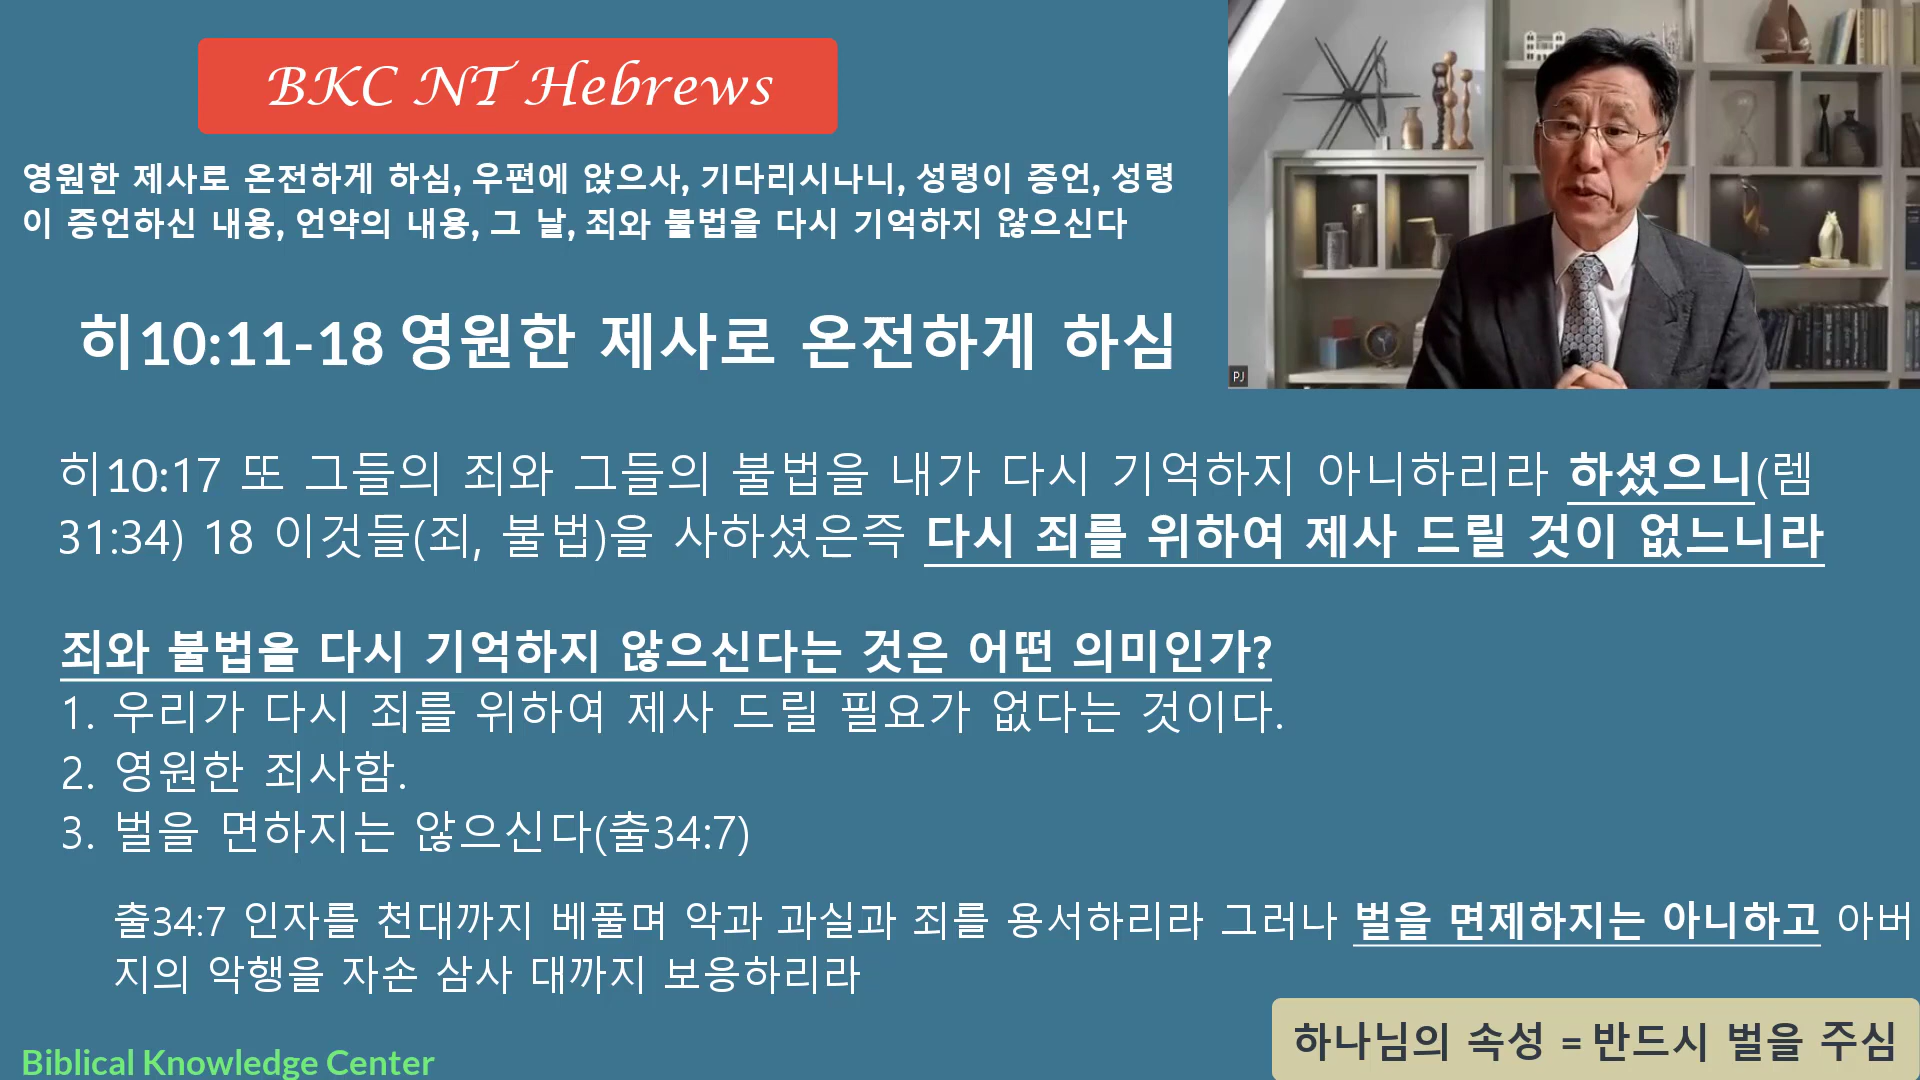 BKC NT Hebrews
영원한 제사로 온전하게 하심, 우편에 앉으사, 기다리시나니, 성령이 증언, 성령
이 증언하신 내용, 언약의 내용, 그 날, 죄와 불법을 다시 기억하지 않으신다
히10:11-18 영원한 제사로 온전하게 하심
PJ
히10:17 또 그들의 죄와 그들의 불법을 내가 다시 기억하지 아니하리라 하셨으니(렘
31:34) 18 이것들(죄, 불법)을 사하셨은즉 다시 죄를 위하여 제사 드릴 것이 없느니라
죄와 불법을 다시 기억하지 않으신다는 것은 어떤 의미인가?
1. 우리가 다시 죄를 위하여 제사 드릴 필요가 없다는 것이다.
2. 영원한 죄사함.
3. 벌을 면하지는 않으신다(출34:7)
출34:7 인자를 천대까지 베풀며 악과 과실과 죄를 용서하리라 그러나 벌을 면제하지는 아니하고 아버
지의 악행을 자손 삼사 대까지 보응하리라
하나님의 속성 = 반드시 벌을 주심
Biblical Knowledge Center